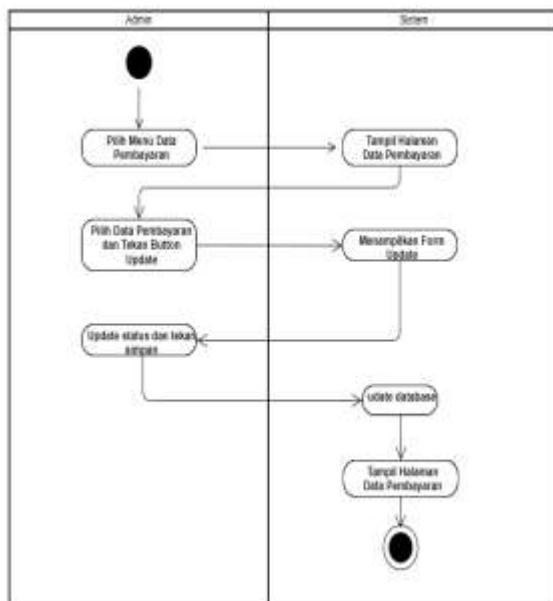 Admin
Sistem
Pilih Menu Data
Pembayaran
Tampil Halaman
Data Pembayaran
Pilih Data Pembayaran
dan Tekan Button
Update
Menampilkan Form
Update
Update status dan tekan
simpan
udate database
Tampil Halaman
Data Pembayaran